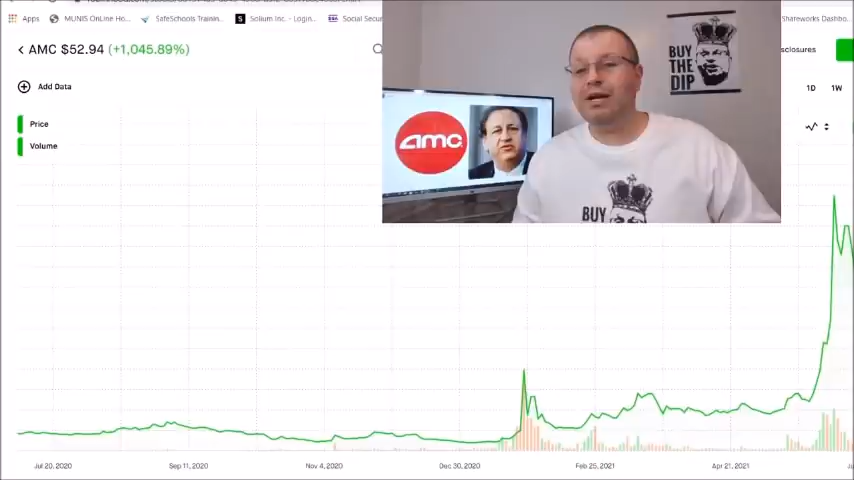 Apps
MUNIS OnLine Ho...
SafeSchools Trainin...
Solium Inc. - Login...
Social Secur
Shareworks Dashbo...
AMC $52.94 (+1,045.89%)
sclosures
Add Data
1D
1W
Price
Volume
amc
BUY
THE
DIP
BUY
Jul 20, 2020
Sep 11, 2020
Nov 4, 2020
Dec 30, 2020
Feb 25, 2021
Apr 21, 2021